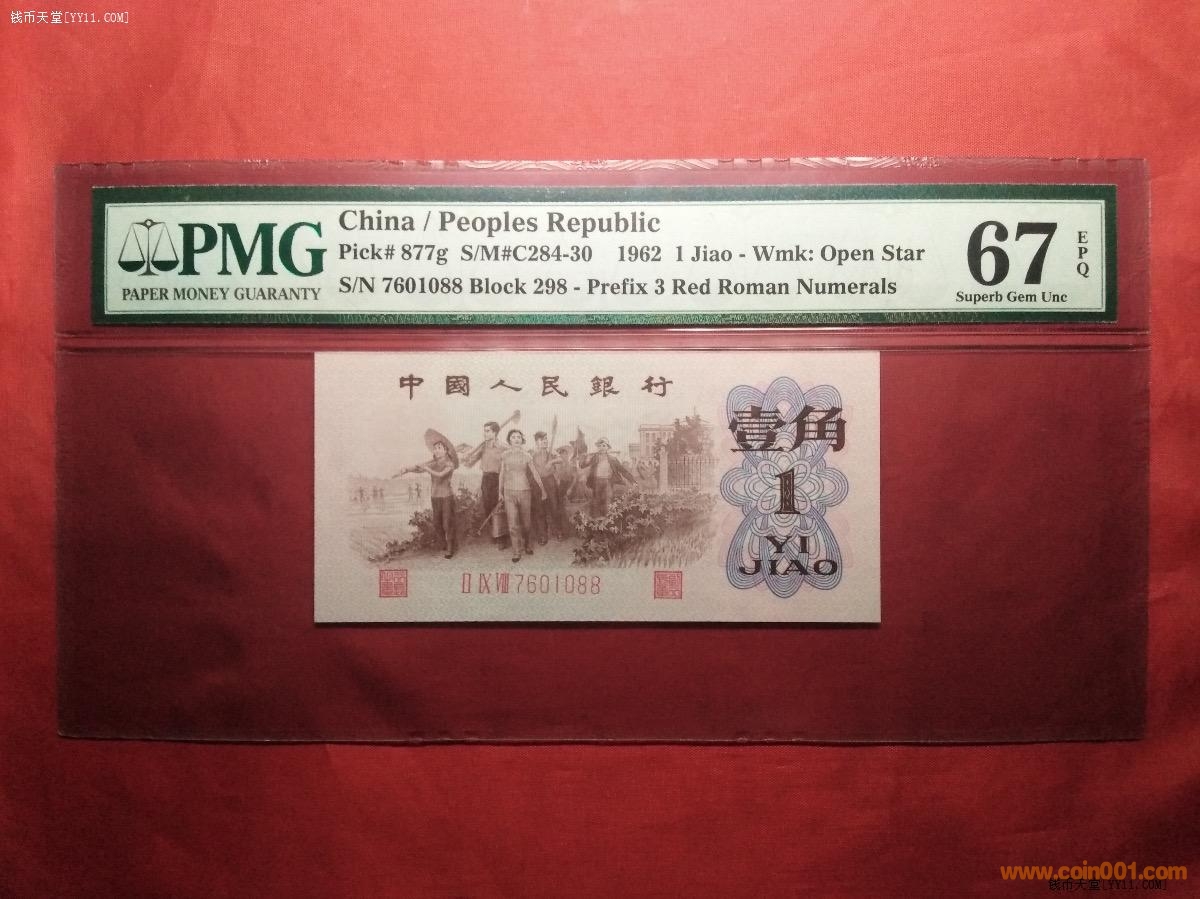 钱币天堂[YY11.COM]
PMG
PAPER MONEY GUARANTY
China / Peoples Republic
Pick# 877g S/M#C284-30 1962 1 Jiao - Wmk: Open Star
S/N 7601088 Block 298 - Prefix 3 Red Roman Numerals
67
EPQ
Superb Gem Unc
中國人民銀行
壹角
1
YI
JIAO
II IX VIII 7601088
www.coin001.com
钱币天堂[YY11.COM]